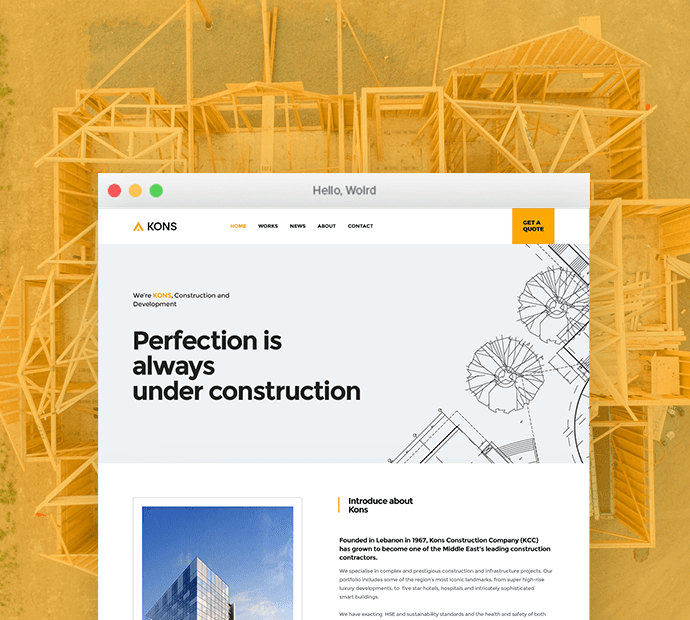 Hello, Wolrd
KONS
HOME WORKS NEWS ABOUT CONTACT
GET A
QUOTE
We're KONS, Construction and
Development
Perfection is
always
under construction
Introduce about
Kons
Founded in Lebanon in 1967, Kons Construction Company (KCC)
has grown to become one of the Middle East's leading construction
contractors.
We specialise in complex and prestigious construction and infrastructure projects. Our
portfolio includes some of the region's most iconic landmarks, from super high-rise
luxury developments, to five star hotels, hospitals and intricately sophisticated
smart buildings.
We have exacting HSE and sustainability standards and the health and safety of both